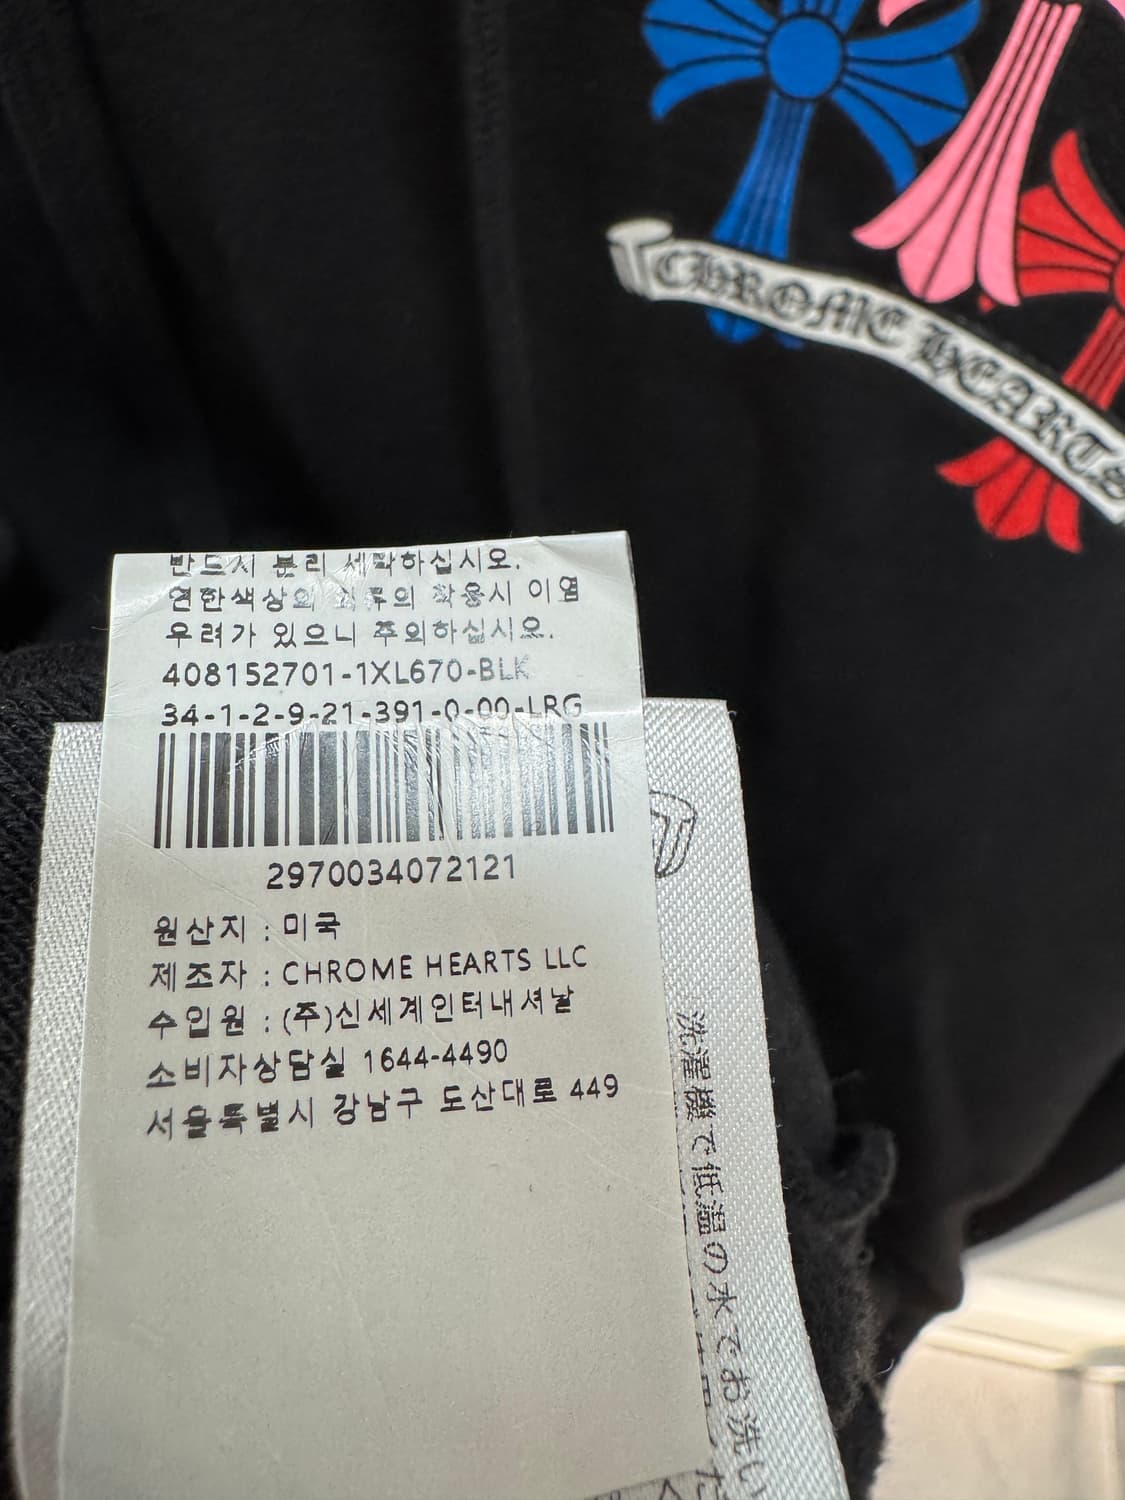 CHROME HEARTS
반드시 분리 세탁하십시오.
연한색상의 의류의 착용시 이염
우려가 있으니 주의하십시오.
408152701-1XL670-BLK
34-1-2-9-21-391-0-00-LRG
2970034072121
원산지 : 미국
제조자 : CHROME HEARTS LLC
수입원 : (주)신세계인터내셔날
소비자상담실 1644-4490
서울특별시 강남구 도산대로 449
洗濯機で低温の水でお洗い